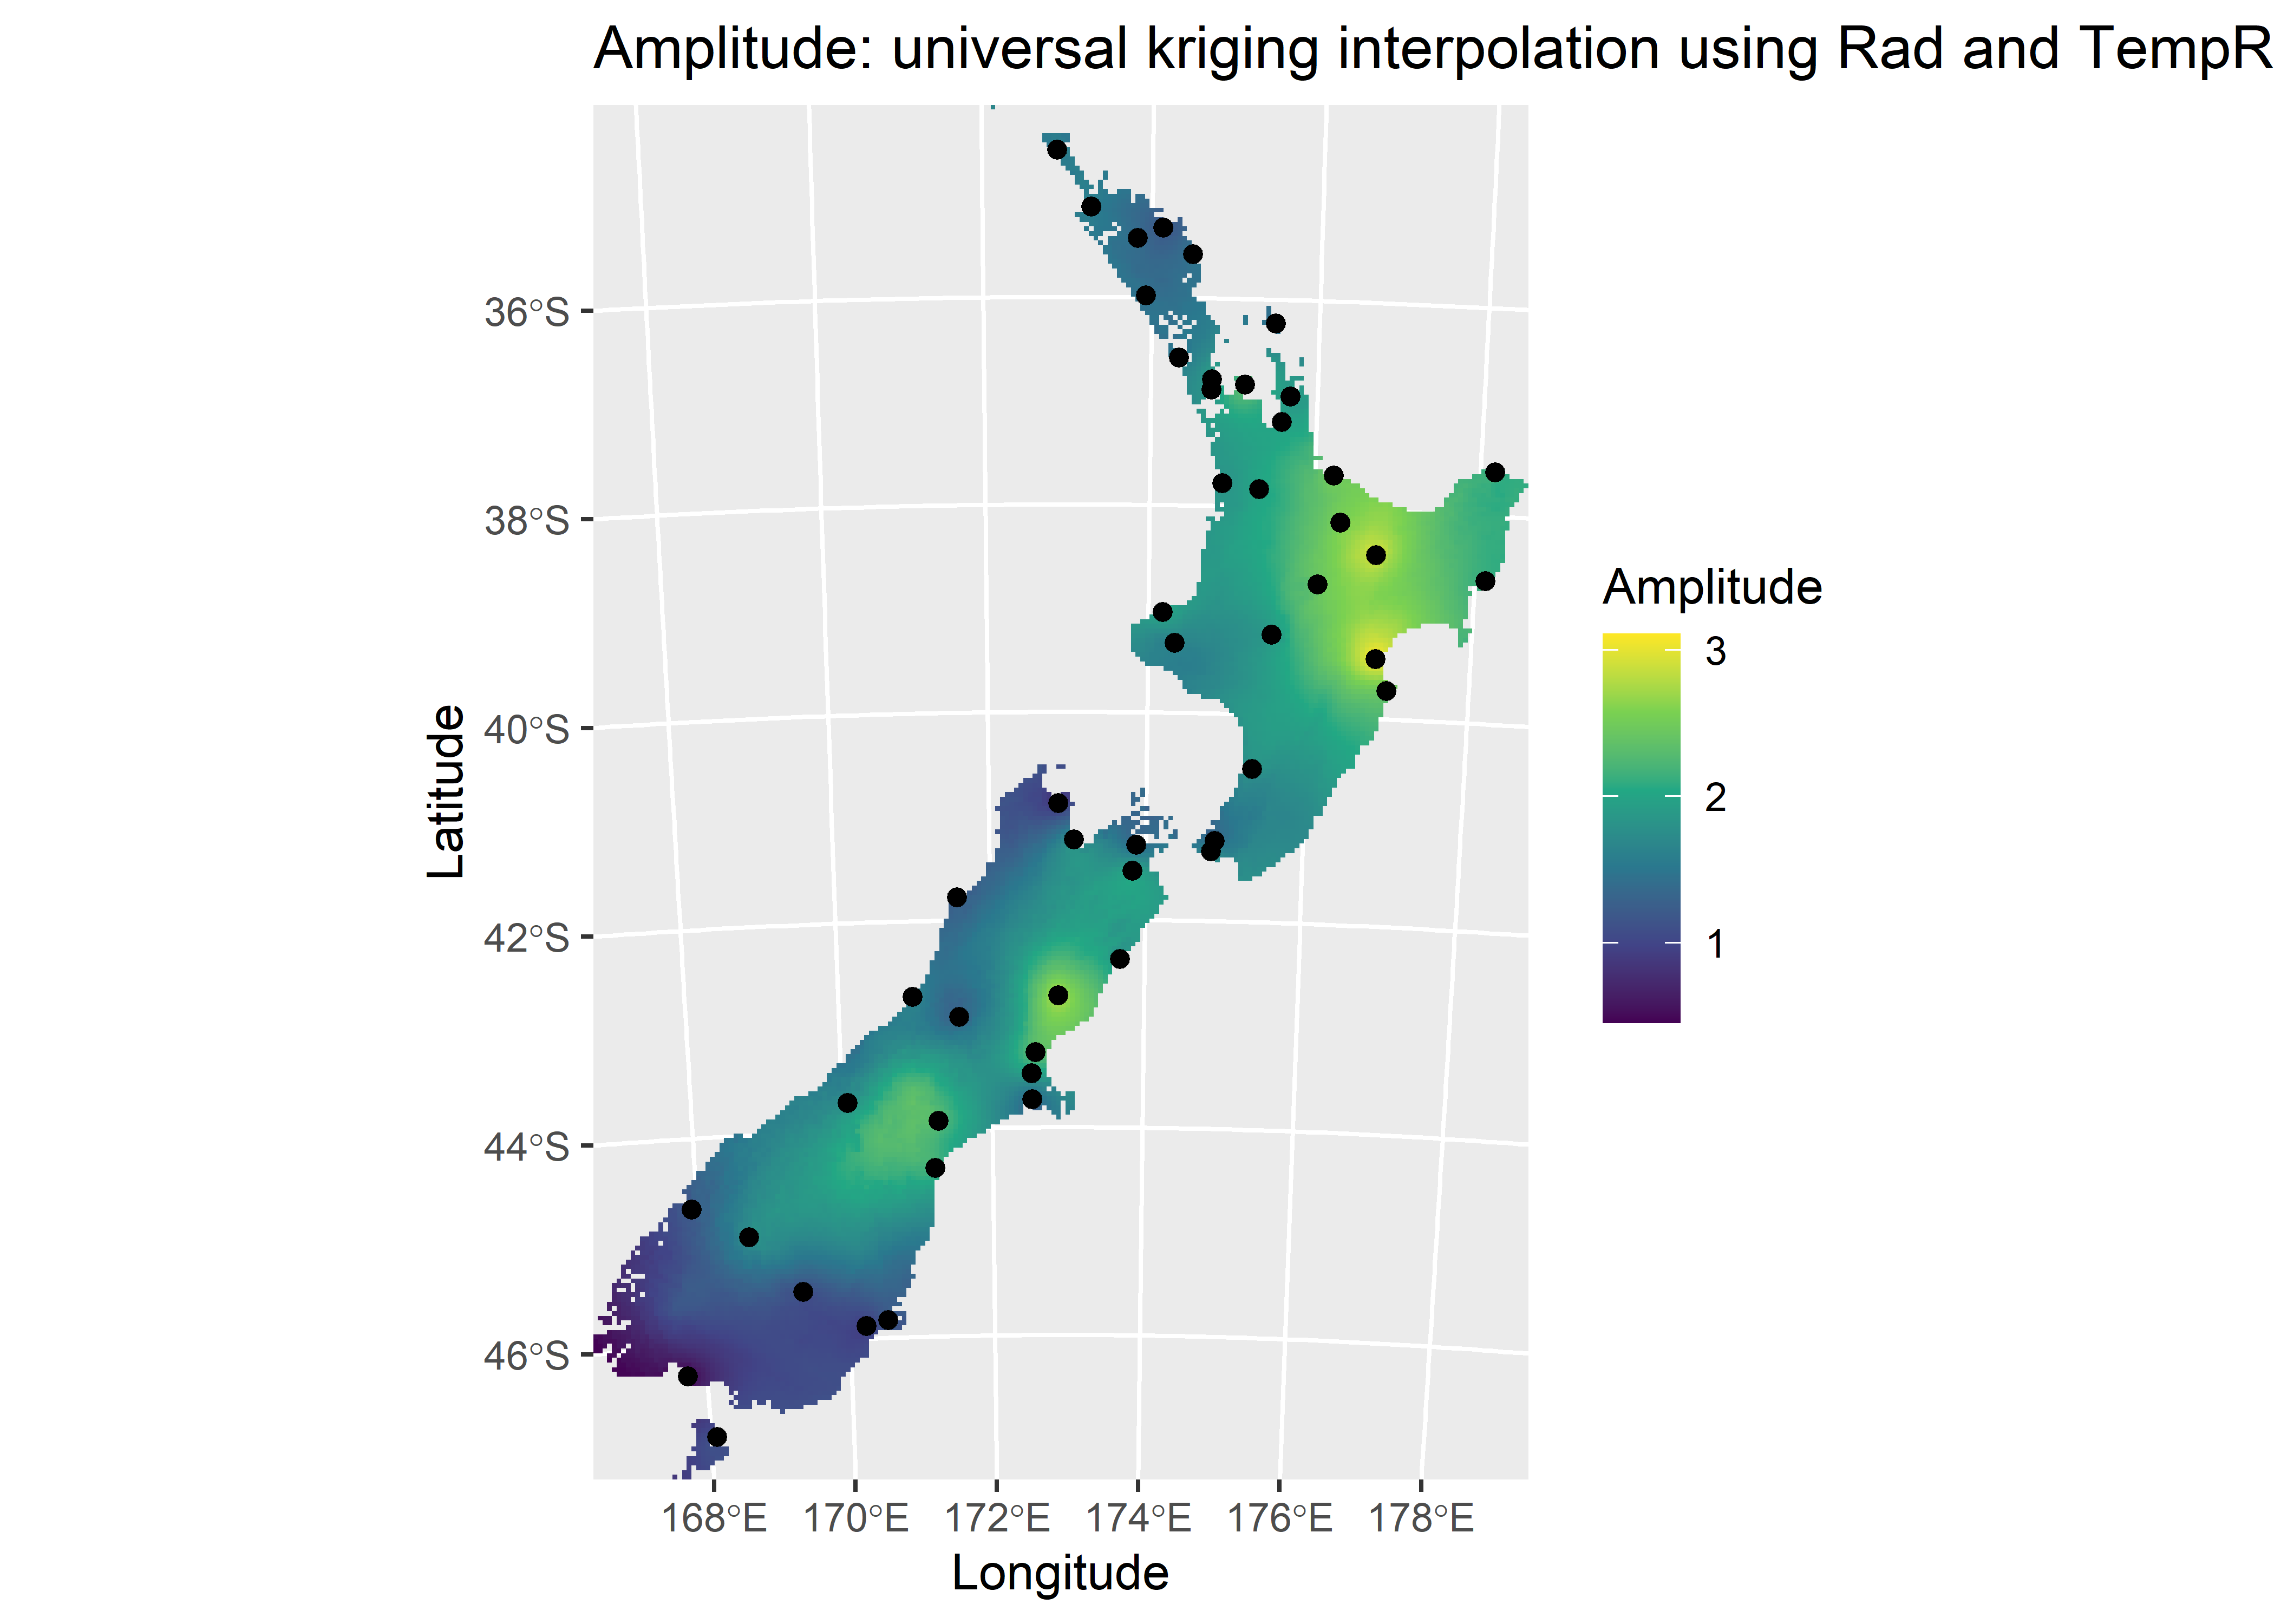 Amplitude: universal kriging interpolation using Rad and TempR
36°S
38°S
40°S
42°S
44°S
46°S
Latitude
168°E
170°E
172°E
174°E
176°E
178°E
Longitude
Amplitude
3
2
1